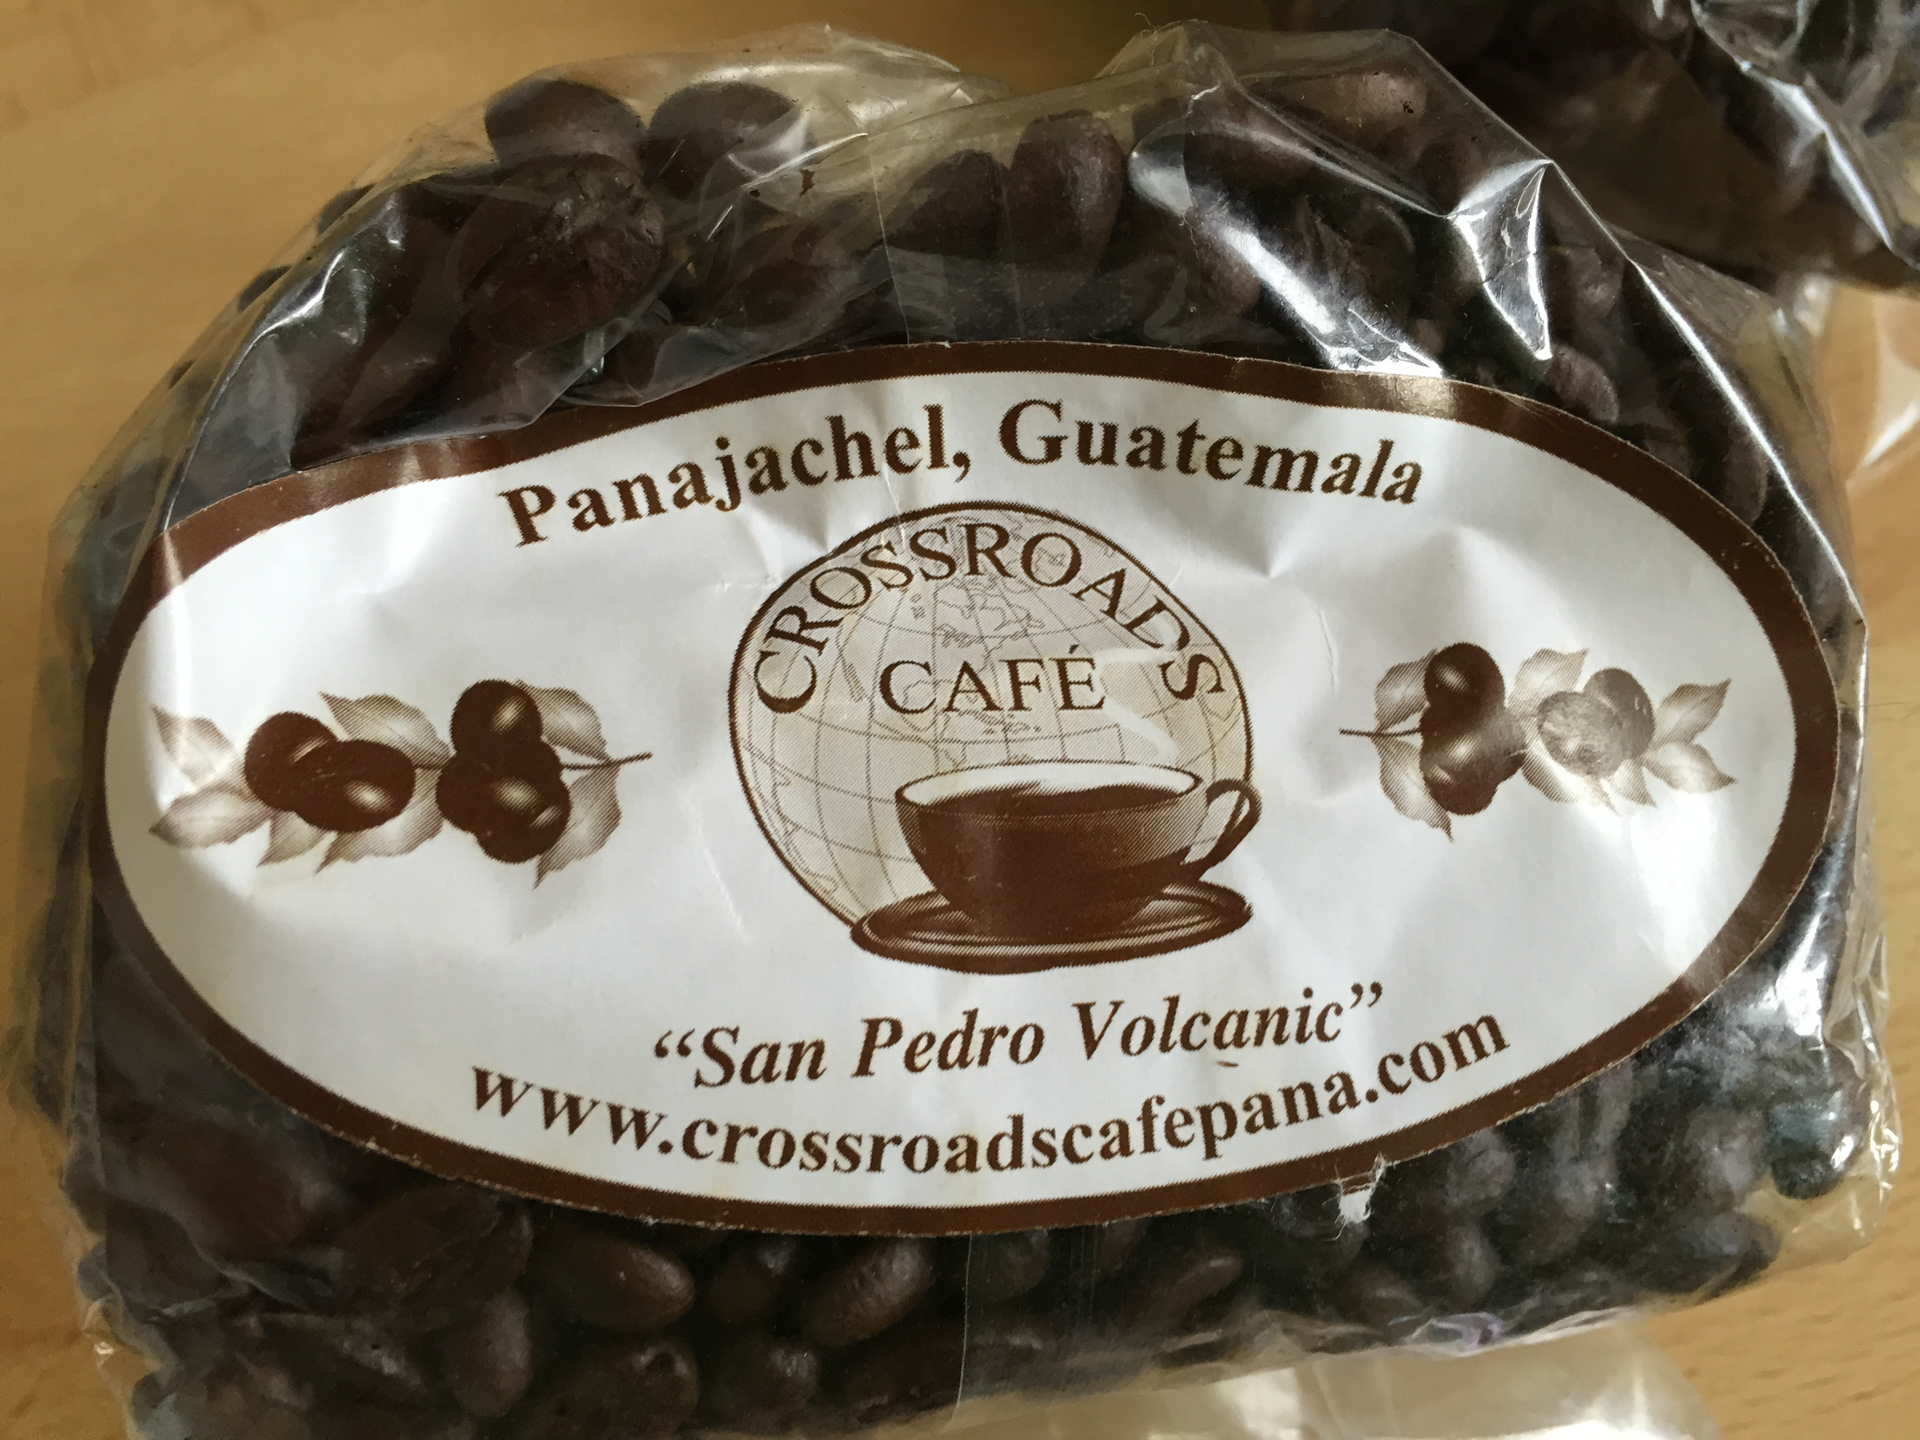 Panajachel, Guatemala
CROSSROADS
CAFÉ
“San Pedro Volcanic”
www.crossroadscafepana.com